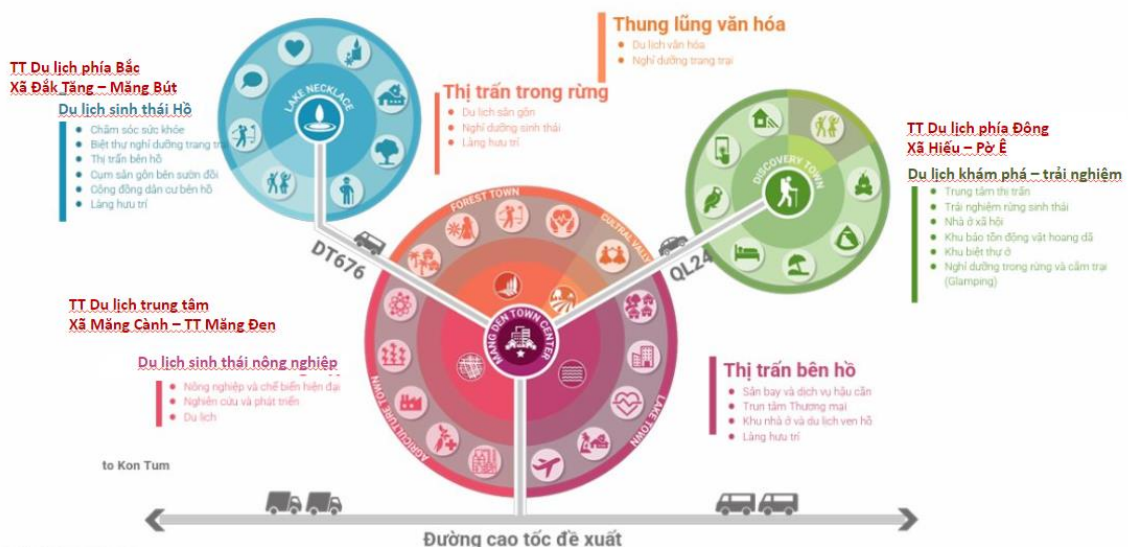 Thung lũng văn hóa
Du lịch văn hóa
Nghỉ dưỡng trang trại
TT Du lịch phía Bắc
Xã Đắk Tăng – Măng Bút
Du lịch sinh thái Hồ
Chăm sóc sức khỏe
Biệt thự nghỉ dưỡng trang trại
Thị trấn bên hồ
Cụm sân gôn bên sườn đồi
Cộng đồng dân cư bên hồ
Làng hưu trí
LAKE NECKLACE
Thị trấn trong rừng
Du lịch sân gôn
Nghỉ dưỡng sinh thái
Làng hưu trí
DISCOVERY TOWN
TT Du lịch phía Đông
Xã Hiếu – Pờ Ê
Du lịch khám phá – trải nghiệm
Trung tâm thị trấn
Trải nghiệm rừng sinh thái
Nhà ở xã hội
Khu bảo tồn động vật hoang dã
Khu biệt thự ở
Nghỉ dưỡng trong rừng và cắm trại
(Glamping)
DT676
QL24
FOREST TOWN
CULTRAL VALLY
MANG DEN TOWN CENTER
AGRICULTURE TOWN
LAKE TOWN
TT Du lịch trung tâm
Xã Măng Cành – TT Măng Đen
Du lịch sinh thái nông nghiệp
Nông nghiệp và chế biến hiện đại
Nghiên cứu và phát triển
Du lịch
Thị trấn bên hồ
Sân bay và dịch vụ hậu cần
Trun tâm Thương mại
Khu nhà ở và du lịch ven hồ
Làng hưu trí
to Kon Tum
Đường cao tốc đề xuất